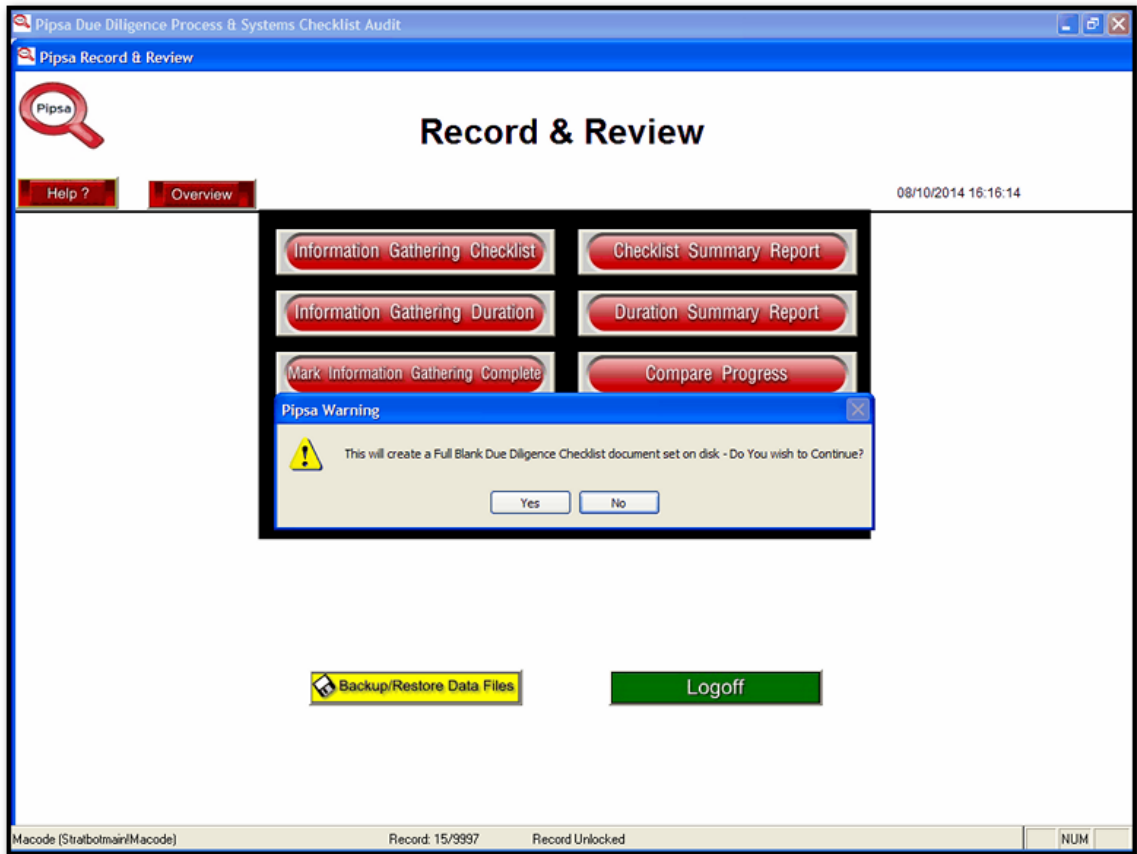 Pipsa Due Diligence Process & Systems Checklist Audit
Pipsa Record & Review
Pipsa
Record & Review
Help ?
Overview
08/10/2014 16:16:14
Information Gathering Checklist
Checklist Summary Report
Information Gathering Duration
Duration Summary Report
Mark Information Gathering Complete
Compare Progress
Pipsa Warning
This will create a Full Blank Due Diligence Checklist document set on disk - Do You wish to Continue?
Yes
No
Backup/Restore Data Files
Logoff
Macode (Stratbotmain!Macode)
Record: 15/9997
Record Unlocked
NUM